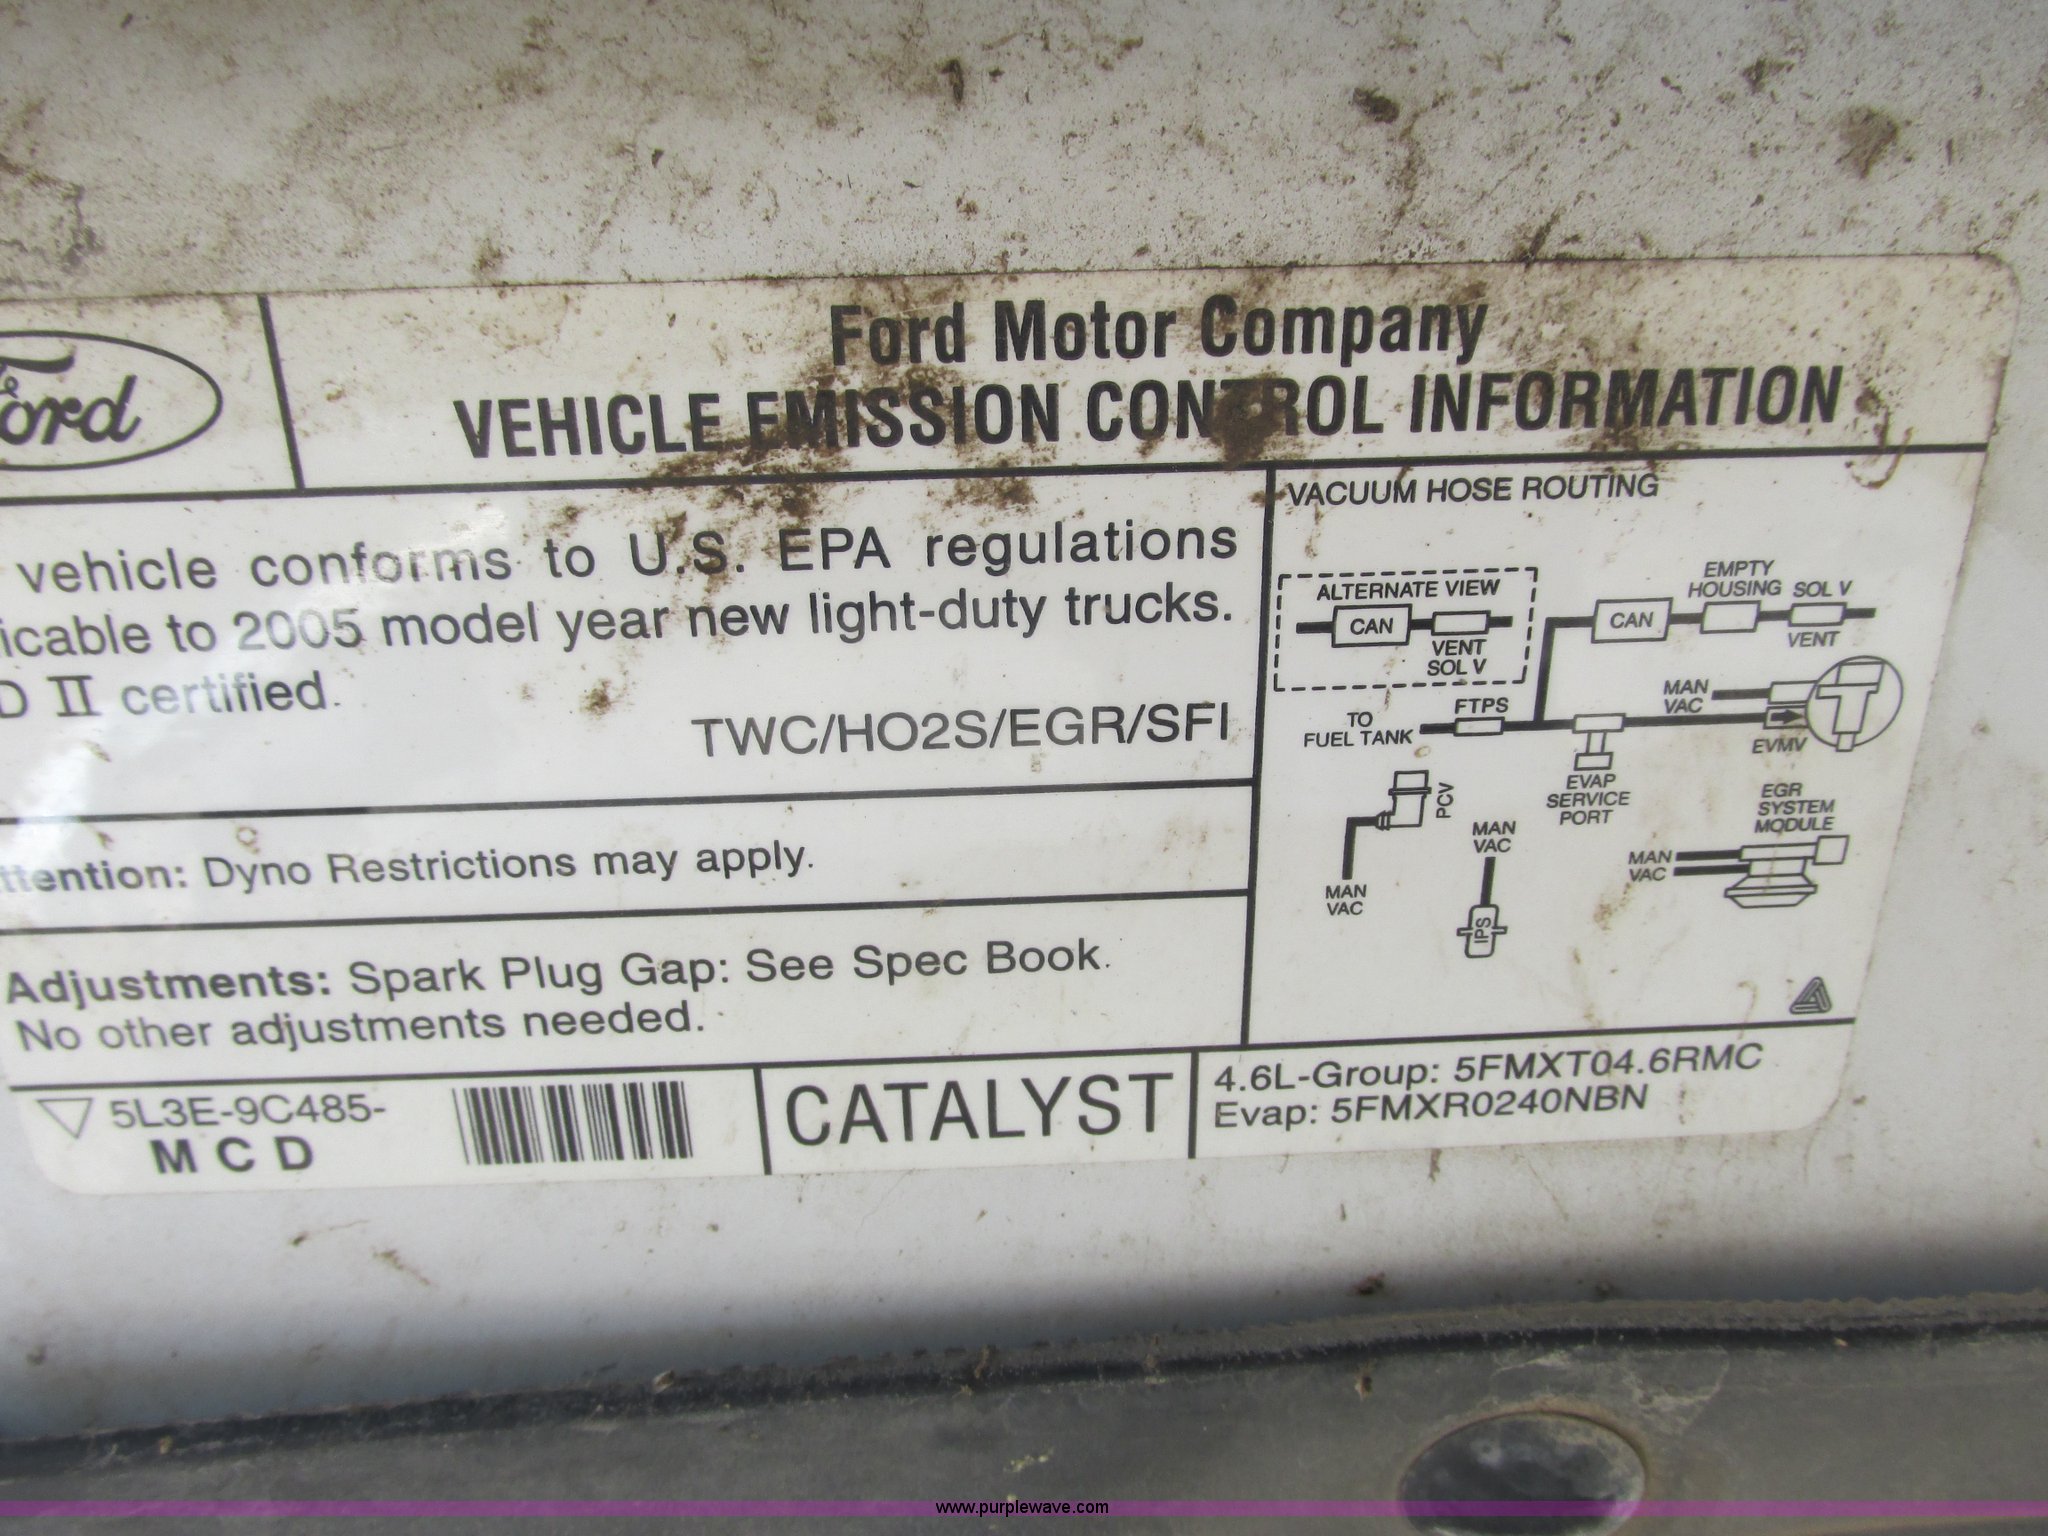 Ford
Ford Motor Company
VEHICLE EMISSION CONTROL INFORMATION
vehicle conforms to U.S. EPA regulations
icable to 2005 model year new light-duty trucks.
D II certified.
TWC/HO2S/EGR/SFI
ttention: Dyno Restrictions may apply.
Adjustments: Spark Plug Gap: See Spec Book.
No other adjustments needed.
5L3E-9C485-
MCD
CATALYST
4.6L-Group: 5FMXT04.6RMC
Evap: 5FMXR0240NBN
VACUUM HOSE ROUTING
ALTERNATE VIEW
CAN
VENT
SOL V
CAN
EMPTY
HOUSING
SOL V
VENT
TO
FUEL TANK
FTPS
MAN
VAC
EVMV
EVAP
SERVICE
PORT
PCV
MAN
VAC
MAN
VAC
IPS
EGR
SYSTEM
MODULE
MAN
VAC
www.purplewave.com